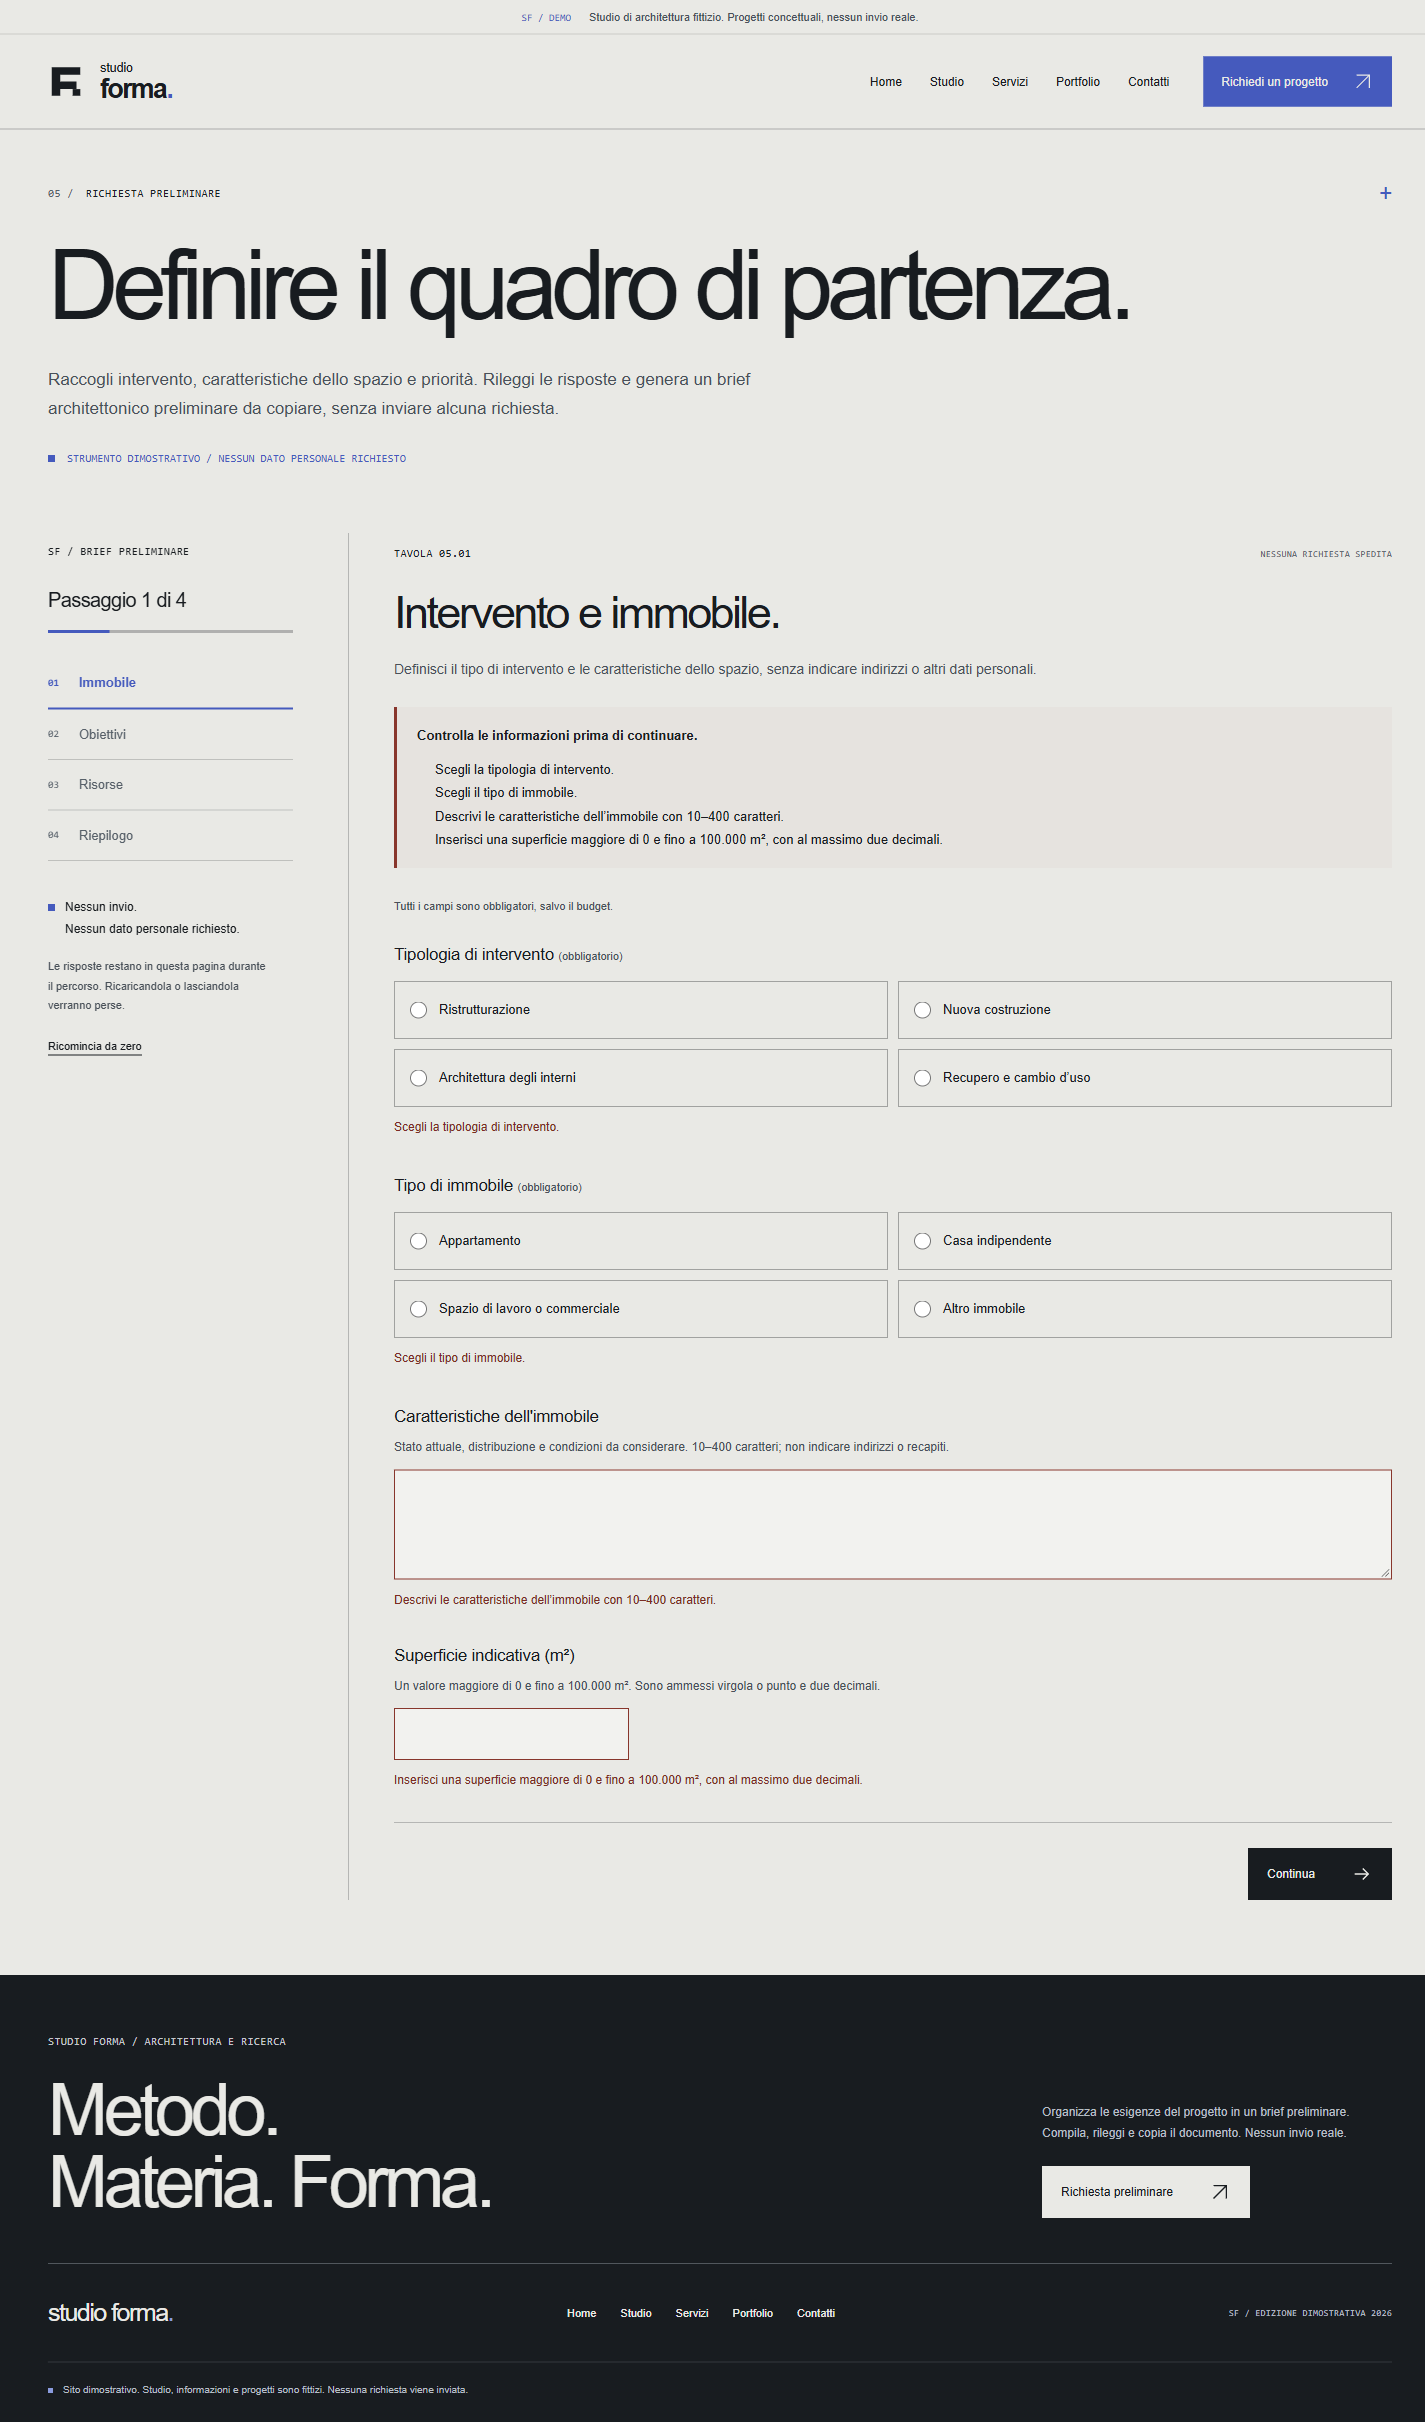 SF / DEMO Studio di architettura fittizio. Progetti concettuali, nessun invio reale.
studio
forma.
Home Studio Servizi Portfolio Contatti Richiedi un progetto
05 / RICHIESTA PRELIMINARE
+
Definire il quadro di partenza.
Raccogli intervento, caratteristiche dello spazio e priorità. Rileggi le risposte e genera un brief
architettonico preliminare da copiare, senza inviare alcuna richiesta.
STRUMENTO DIMOSTRATIVO / NESSUN DATO PERSONALE RICHIESTO
SF / BRIEF PRELIMINARE
Passaggio 1 di 4
01 Immobile
02 Obiettivi
03 Risorse
04 Riepilogo
Nessun invio.
Nessun dato personale richiesto.
Le risposte restano in questa pagina durante
il percorso. Ricaricandola o lasciandola
verranno perse.
Ricomincia da zero
TAVOLA 05.01
NESSUNA RICHIESTA SPEDITA
Intervento e immobile.
Definisci il tipo di intervento e le caratteristiche dello spazio, senza indicare indirizzi o altri dati personali.
Controlla le informazioni prima di continuare.
Scegli la tipologia di intervento.
Scegli il tipo di immobile.
Descrivi le caratteristiche dell’immobile con 10–400 caratteri.
Inserisci una superficie maggiore di 0 e fino a 100.000 m², con al massimo due decimali.
Tutti i campi sono obbligatori, salvo il budget.
Tipologia di intervento (obbligatorio)
Ristrutturazione
Nuova costruzione
Architettura degli interni
Recupero e cambio d’uso
Scegli la tipologia di intervento.
Tipo di immobile (obbligatorio)
Appartamento
Casa indipendente
Spazio di lavoro o commerciale
Altro immobile
Scegli il tipo di immobile.
Caratteristiche dell'immobile
Stato attuale, distribuzione e condizioni da considerare. 10–400 caratteri; non indicare indirizzi o recapiti.
Descrivi le caratteristiche dell’immobile con 10–400 caratteri.
Superficie indicativa (m²)
Un valore maggiore di 0 e fino a 100.000 m². Sono ammessi virgola o punto e due decimali.
Inserisci una superficie maggiore di 0 e fino a 100.000 m², con al massimo due decimali.
Continua
STUDIO FORMA / ARCHITETTURA E RICERCA
Metodo.
Materia. Forma.
Organizza le esigenze del progetto in un brief preliminare.
Compila, rileggi e copia il documento. Nessun invio reale.
Richiesta preliminare
studio forma.
Home Studio Servizi Portfolio Contatti
SF / EDIZIONE DIMOSTRATIVA 2026
Sito dimostrativo. Studio, informazioni e progetti sono fittizi. Nessuna richiesta viene inviata.